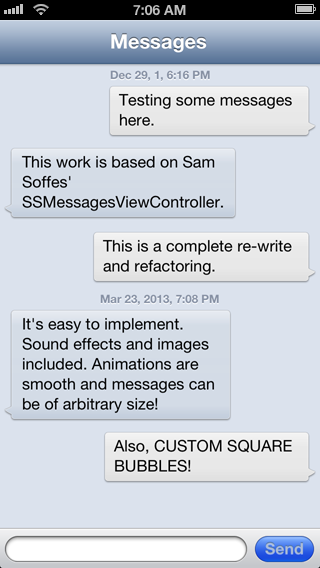 7:06 AM
Messages
Dec 29, 1, 6:16 PM
Testing some messages
here.
This work is based on Sam
Soffes'
SSMessagesViewController.
This is a complete re-write
and refactoring.
Mar 23, 2013, 7:08 PM
It's easy to implement.
Sound effects and images
included. Animations are
smooth and messages can
be of arbitrary size!
Also, CUSTOM SQUARE
BUBBLES!
Send